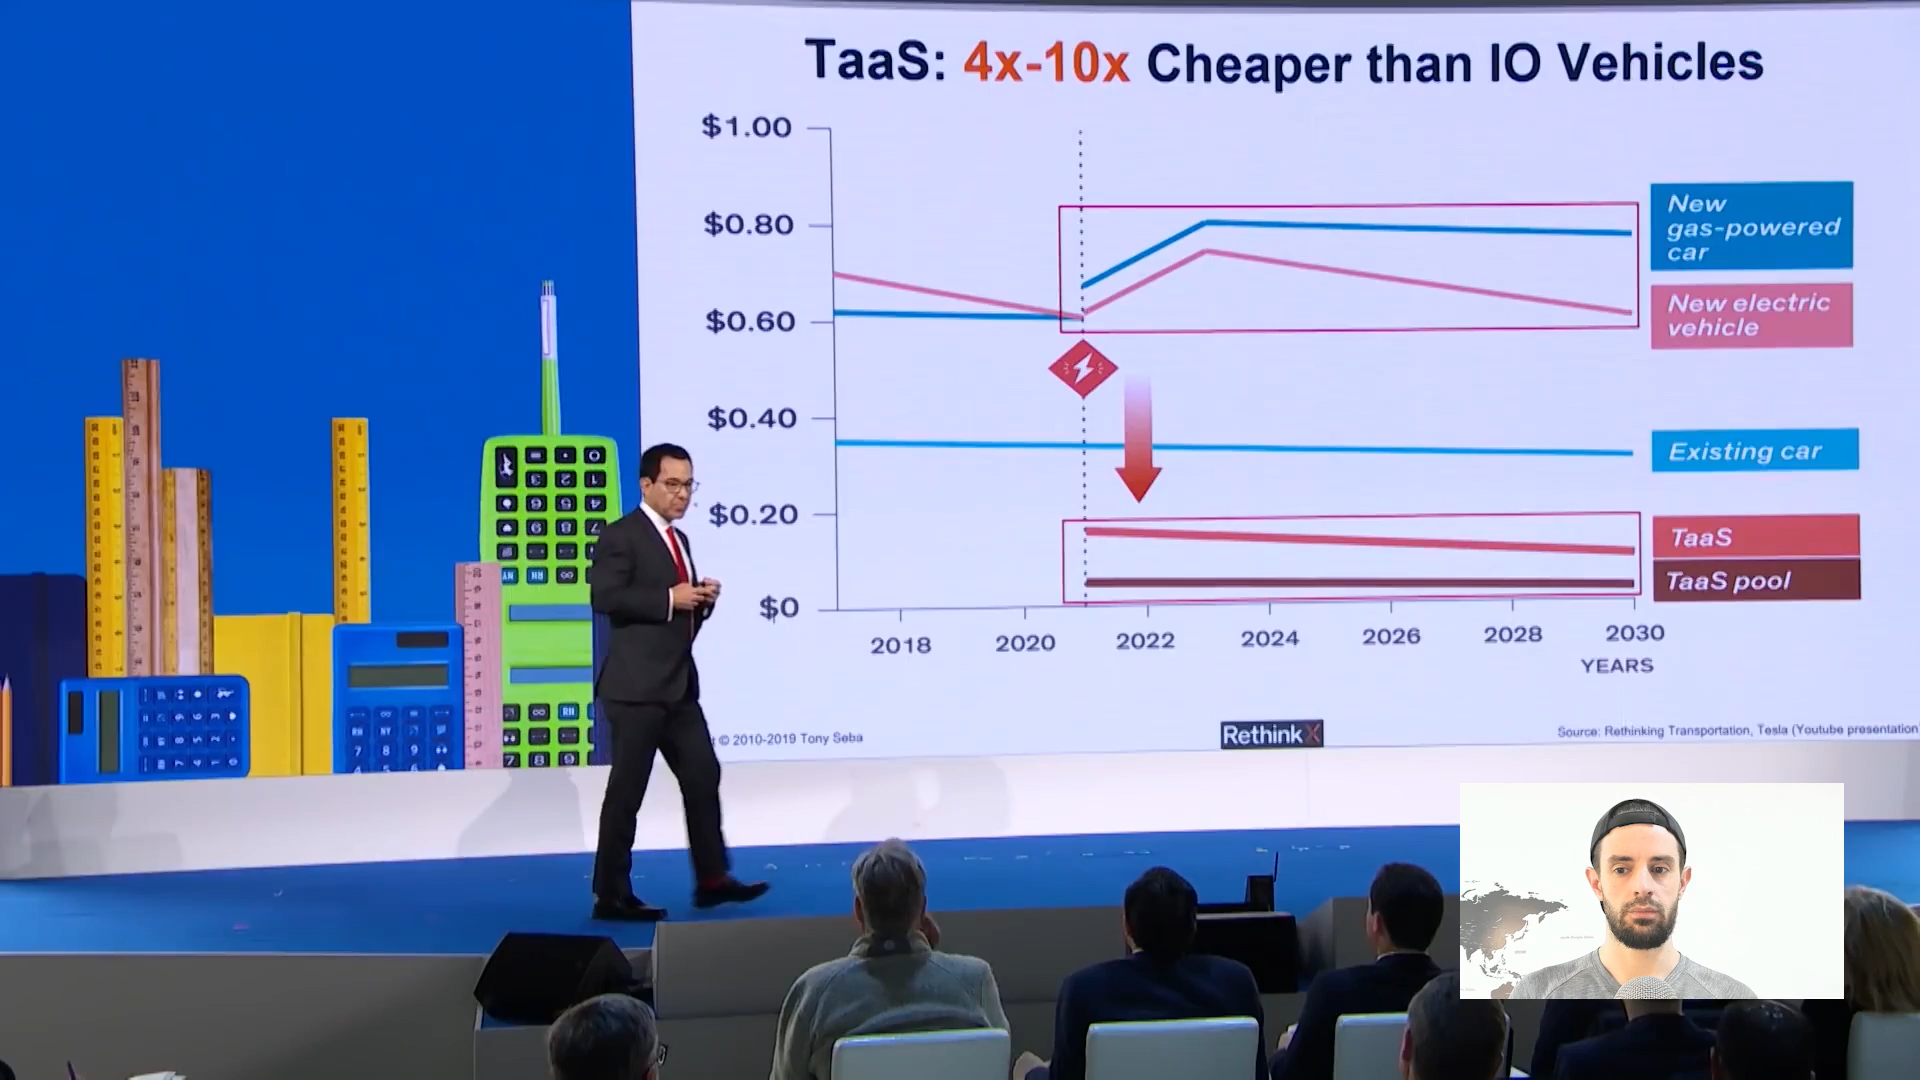 TaaS: 4x-10x Cheaper than IO Vehicles
$1.00
$0.80
$0.60
$0.40
$0.20
$0
New
gas-powered
car
New electric
vehicle
Existing car
TaaS
TaaS pool
2018 2020 2022 2024 2026 2028 2030
YEARS
© 2010-2019 Tony Seba
RethinkX
Source: Rethinking Transportation, Tesla (Youtube presentation